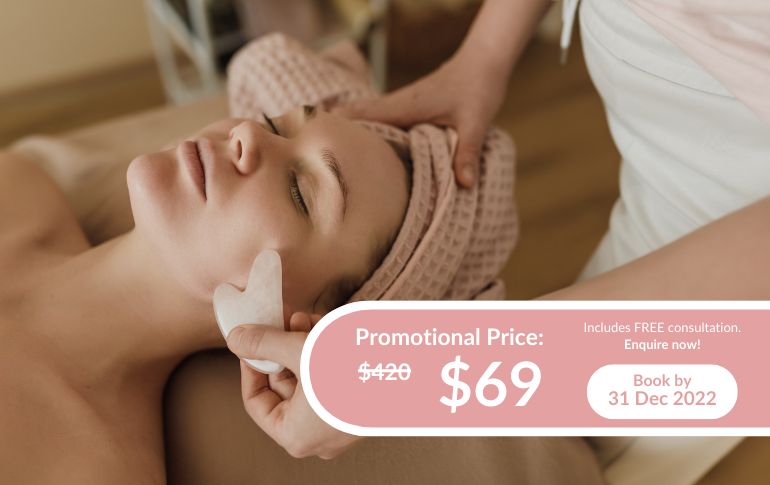 Promotional Price:
$420
$69
Includes FREE consultation.
Enquire now!
Book by
31 Dec 2022